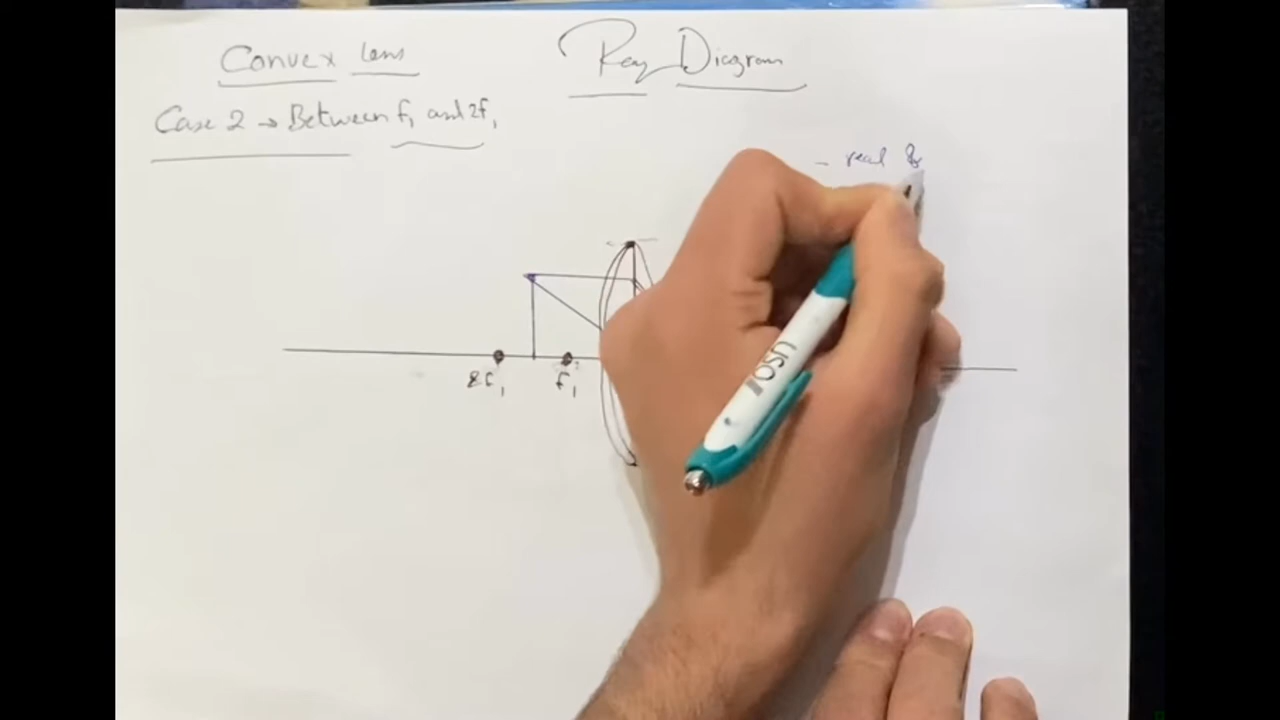 Convex lens
Ray Diagram
Case 2 → Between f₁ and 2f₁
- real &
2f₁
f₁